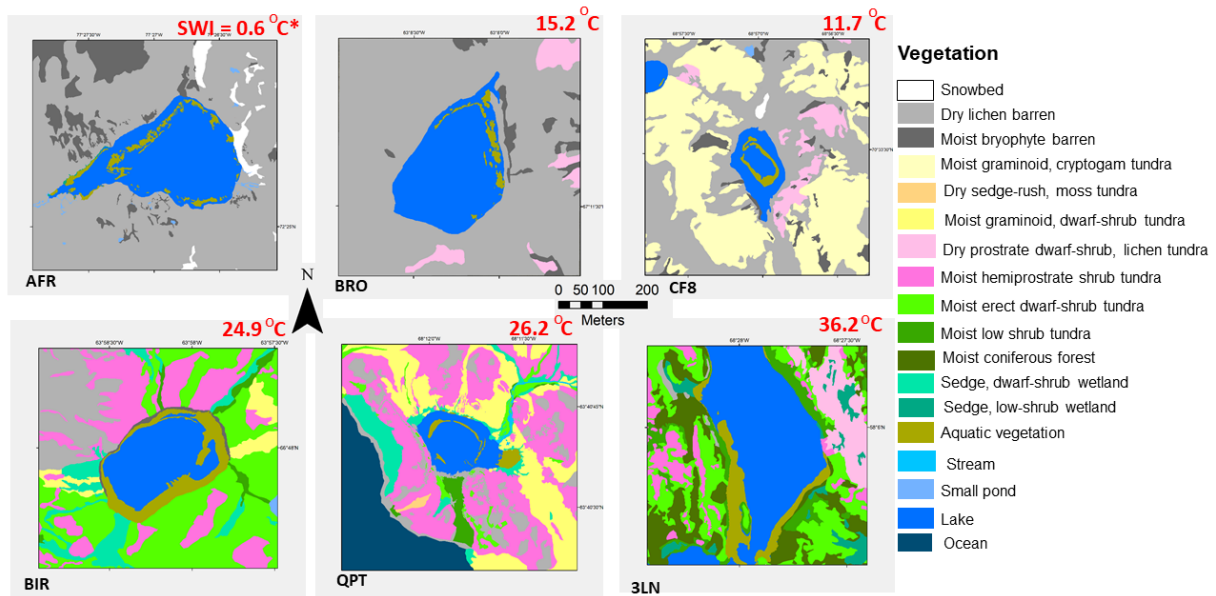 SWI = 0.6 °C*
15.2 °C
11.7 °C
AFR
BRO
CF8
N
0 50 100 200
Meters
24.9 °C
26.2 °C
36.2 °C
BIR
QPT
3LN
Vegetation
Snowbed
Dry lichen barren
Moist bryophyte barren
Moist graminoid, cryptogam tundra
Dry sedge-rush, moss tundra
Moist graminoid, dwarf-shrub tundra
Dry prostrate dwarf-shrub, lichen tundra
Moist hemiprostrate shrub tundra
Moist erect dwarf-shrub tundra
Moist low shrub tundra
Moist coniferous forest
Sedge, dwarf-shrub wetland
Sedge, low-shrub wetland
Aquatic vegetation
Stream
Small pond
Lake
Ocean